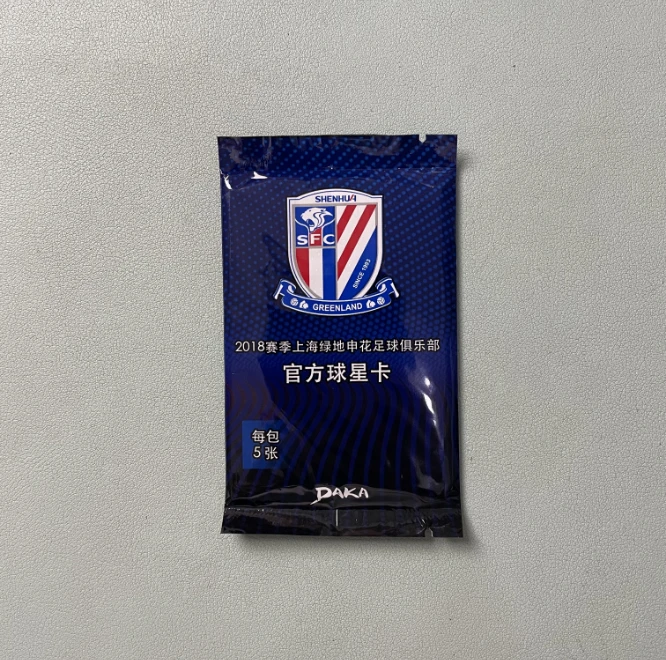 SHENHUA
SFC
SINCE 1993
GREENLAND
2018赛季上海绿地申花足球俱乐部
官方球星卡
每包
5张
DAKA